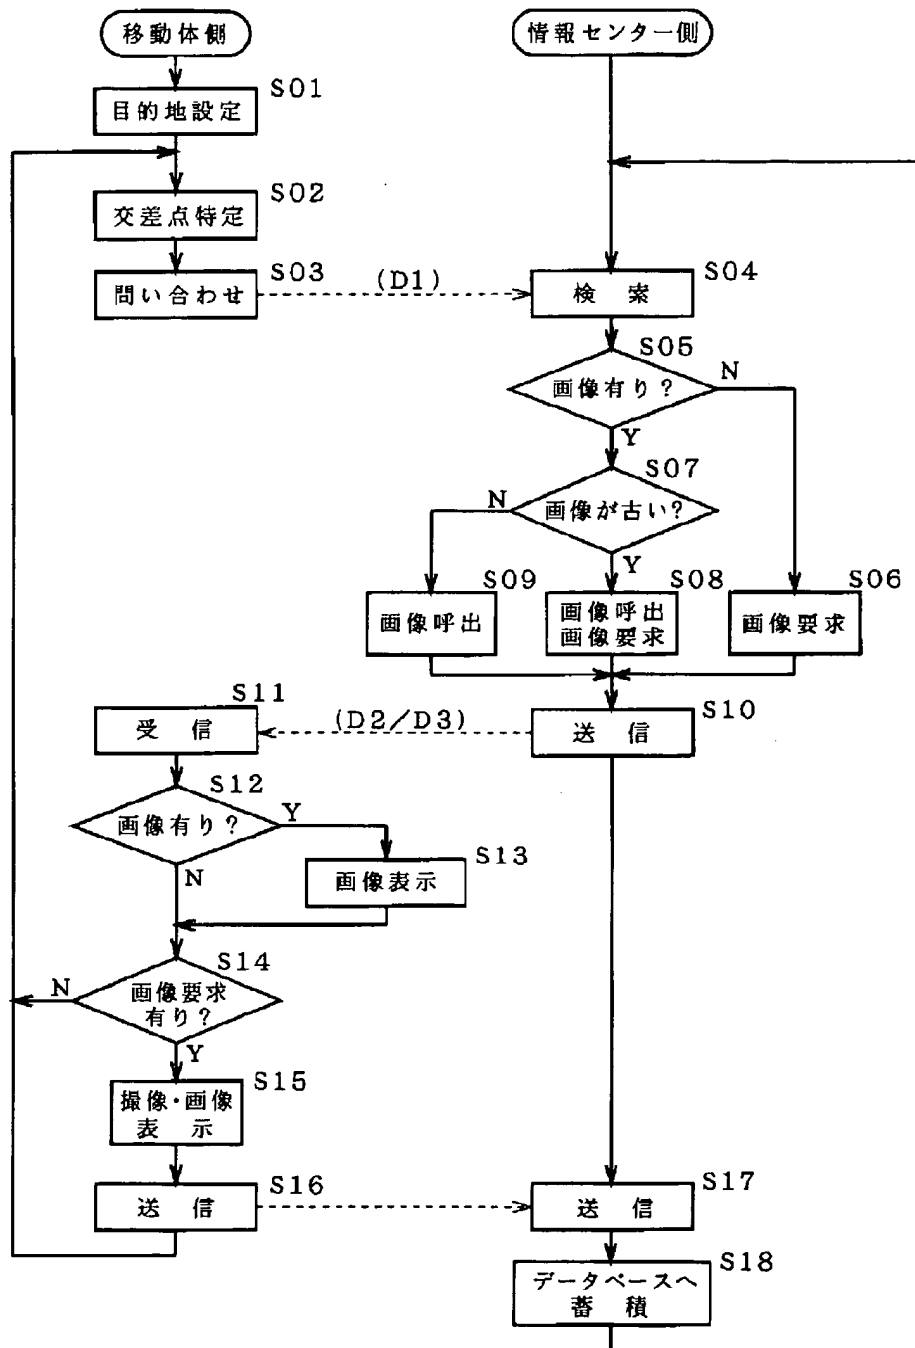 移動体側
情報センター側
S01
目的地設定
S02
交差点特定
S03
問い合わせ
(D1)
S04
検 索
S05
画像有り?
N
Y
S07
画像が古い?
N
Y
S09
画像呼出
S08
画像呼出
画像要求
S06
画像要求
S11
受 信
(D2/D3)
S10
送 信
S12
画像有り?
Y
N
S13
画像表示
S14
画像要求
有り?
N
Y
S15
撮像・画像
表 示
S16
送 信
S17
送 信
S18
データベースへ
蓄 積